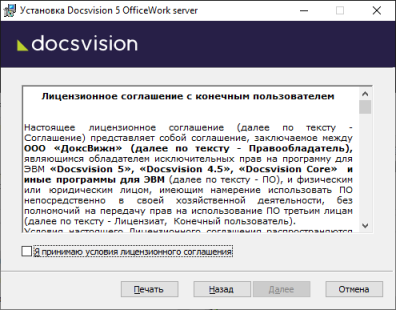 Установка Docsvision 5 OfficeWork server
docsvision
Лицензионное соглашение с конечным пользователем
Настоящее лицензионное соглашение (далее по тексту -
Соглашение) представляет собой соглашение, заключаемое между
ООО «ДоксВижн» (далее по тексту - Правообладатель),
являющимся обладателем исключительных прав на программу для
ЭВМ «Docsvision 5», «Docsvision 4.5», «Docsvision Core» и
иные программы для ЭВМ (далее по тексту - ПО), и физическим
или юридическим лицом, имеющим намерение использовать ПО
непосредственно в своей хозяйственной деятельности, без
полномочий на передачу прав на использование ПО третьим лицам
(далее по тексту - Лицензиат, Конечный пользователь).
Условия настоящего Лицензионного соглашения распространяются
Я принимаю условия лицензионного соглашения
Печать Назад Далее Отмена